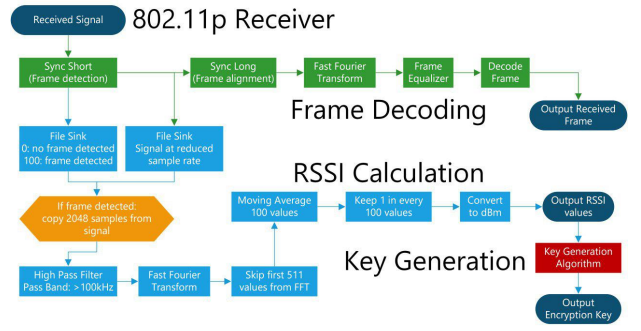 Received Signal
802.11p Receiver
Sync Short
(Frame detection)
Sync Long
(Frame alignment)
Fast Fourier
Transform
Frame
Equalizer
Decode
Frame
Frame Decoding
Output Received
Frame
File Sink
0: no frame detected
100: frame detected
File Sink
Signal at reduced
sample rate
RSSI Calculation
If frame detected:
copy 2048 samples from
signal
Moving Average
100 values
Keep 1 in every
100 values
Convert
to dBm
Output RSSI
values
Key Generation
Key Generation
Algorithm
High Pass Filter
Pass Band: >100kHz
Fast Fourier
Transform
Skip first 511
values from FFT
Output
Encryption Key